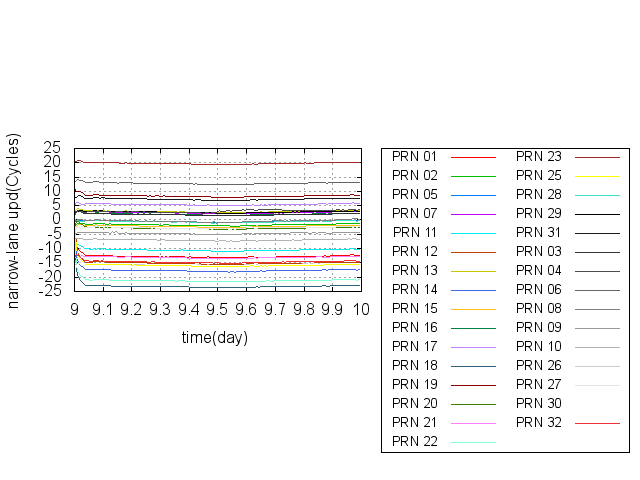 narrow-lane upd(Cycles)
25
20
15
10
5
0
-5
-10
-15
-20
-25
9 9.1 9.2 9.3 9.4 9.5 9.6 9.7 9.8 9.9 10
time(day)
PRN 01 PRN 23
PRN 02 PRN 25
PRN 05 PRN 28
PRN 07 PRN 29
PRN 11 PRN 31
PRN 12 PRN 03
PRN 13 PRN 04
PRN 14 PRN 06
PRN 15 PRN 08
PRN 16 PRN 09
PRN 17 PRN 10
PRN 18 PRN 26
PRN 19 PRN 27
PRN 20 PRN 30
PRN 21 PRN 32
PRN 22